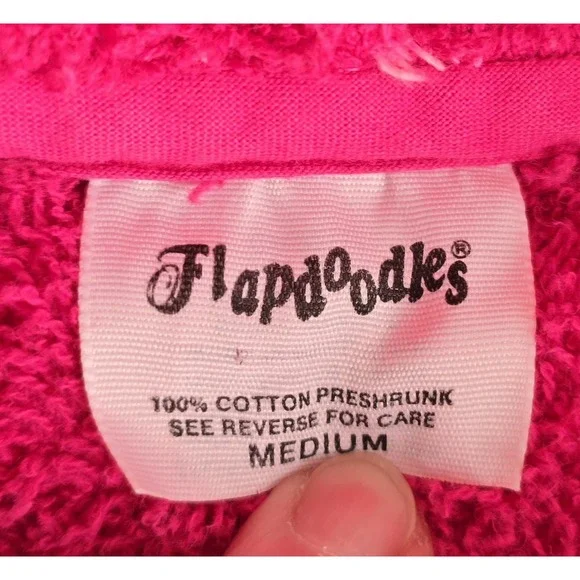 Flapdoodles®
100% COTTON PRESHRUNK
SEE REVERSE FOR CARE
MEDIUM